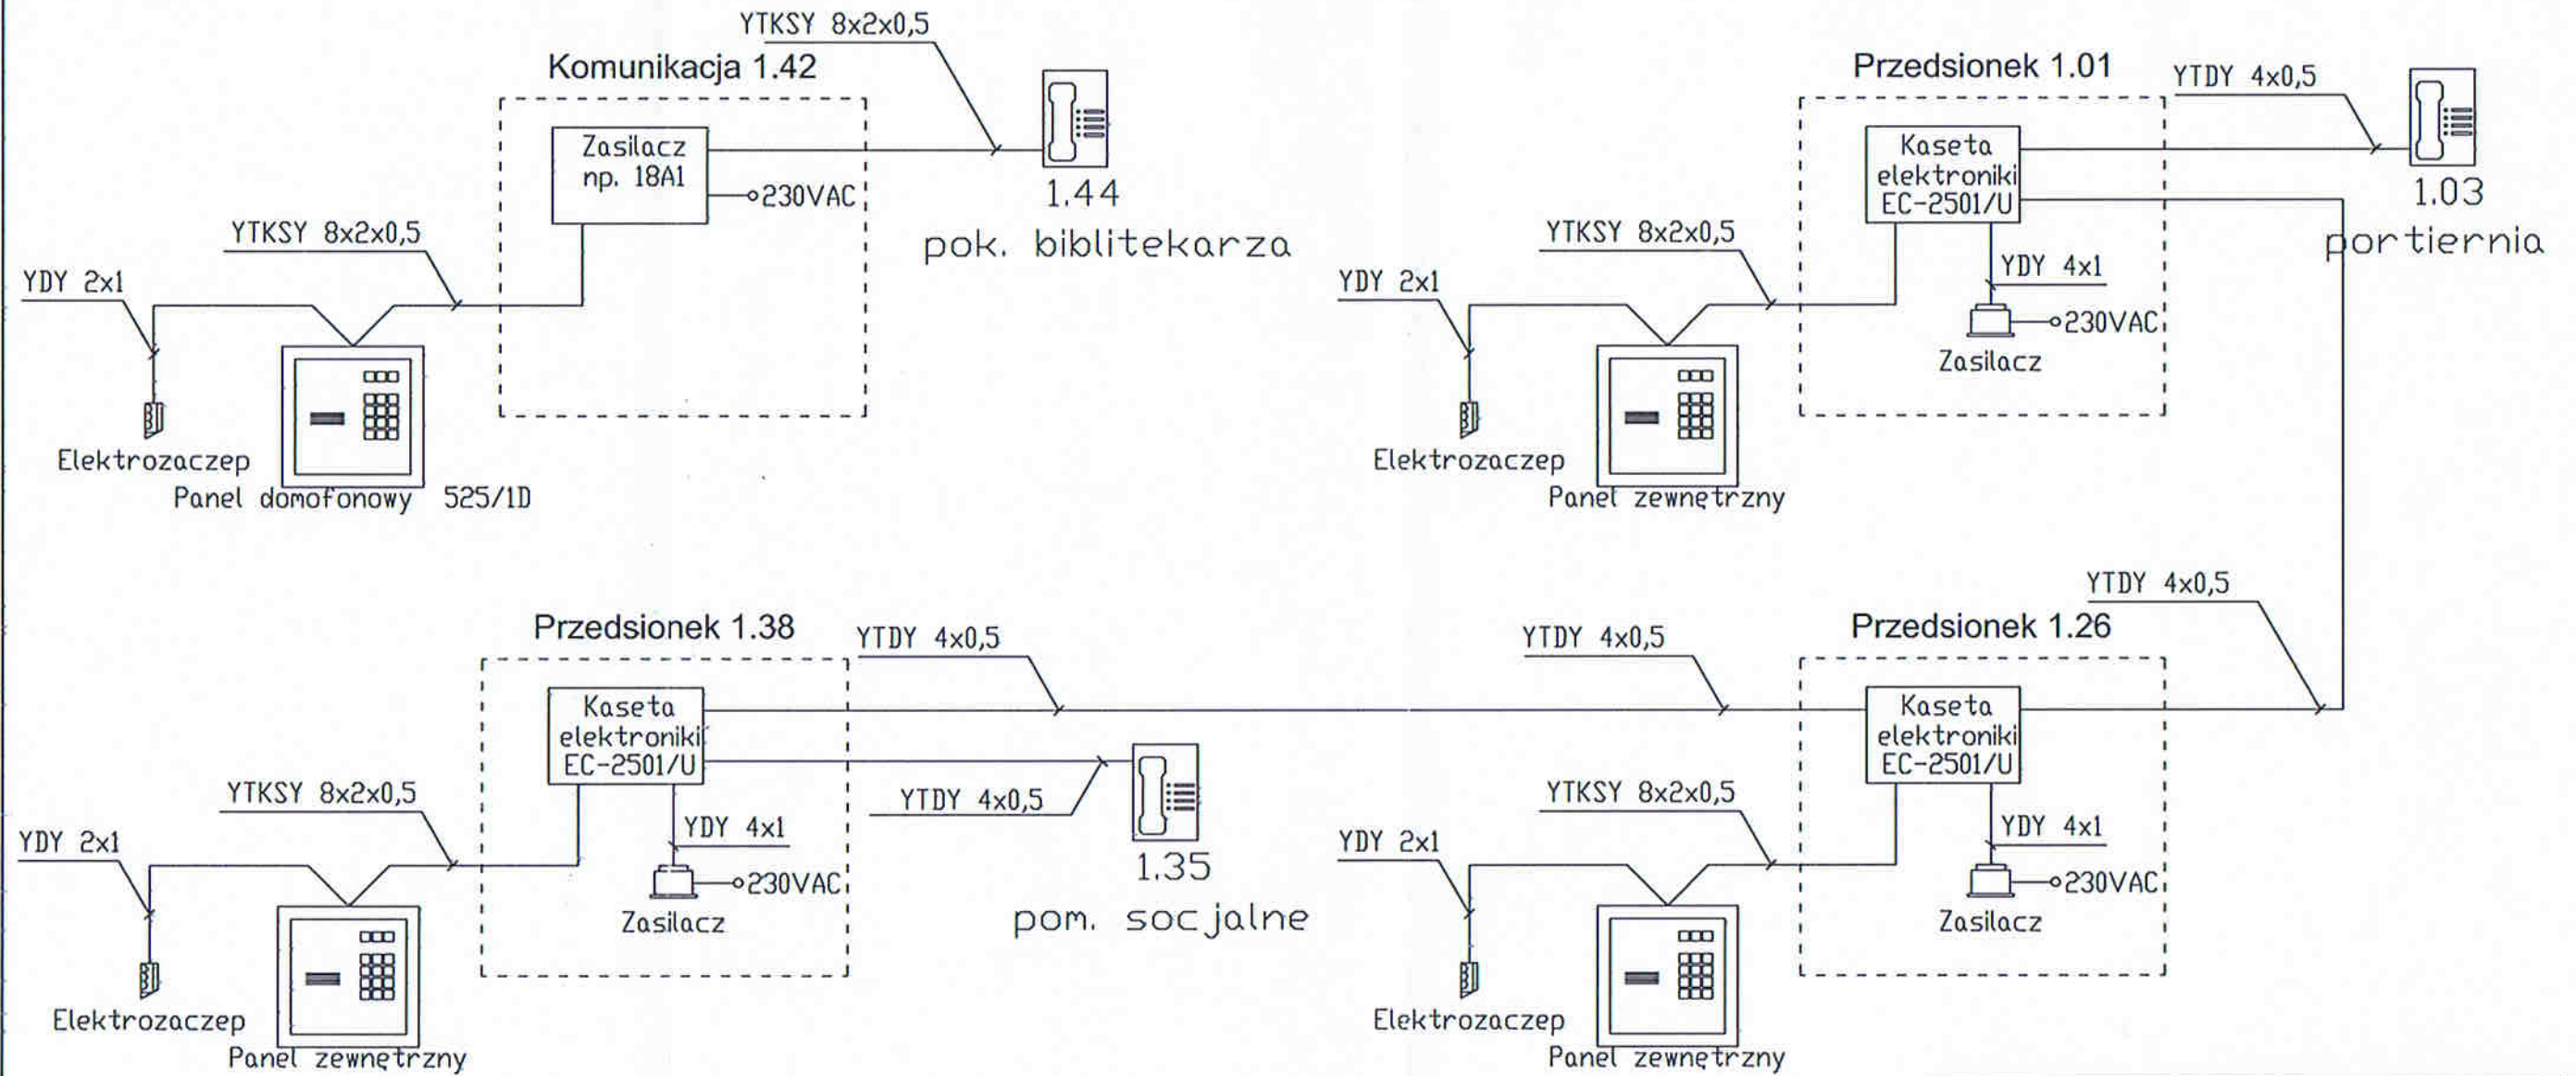 YTKSY 8x2x0,5
Komunikacja 1.42
Zasilacz
np. 18A1
230VAC
1.44
pok. biblitekarza
YTKSY 8x2x0,5
YDY 2x1
Elektrozaczep
Panel domofonowy 525/1D
Przedsionek 1.01
YTDY 4x0,5
Kaseta
elektroniki
EC-2501/U
1.03
portiernia
YTKSY 8x2x0,5
YDY 2x1
YDY 4x1
230VAC
Zasilacz
Elektrozaczep
Panel zewnętrzny
Przedsionek 1.38
YTDY 4x0,5
Kaseta
elektroniki
EC-2501/U
YTDY 4x0,5
1.35
pom. socjalne
YTKSY 8x2x0,5
YDY 2x1
YDY 4x1
230VAC
Zasilacz
Elektrozaczep
Panel zewnętrzny
YTDY 4x0,5
Przedsionek 1.26
YTDY 4x0,5
Kaseta
elektroniki
EC-2501/U
YTKSY 8x2x0,5
YDY 2x1
YDY 4x1
230VAC
Zasilacz
Elektrozaczep
Panel zewnętrzny